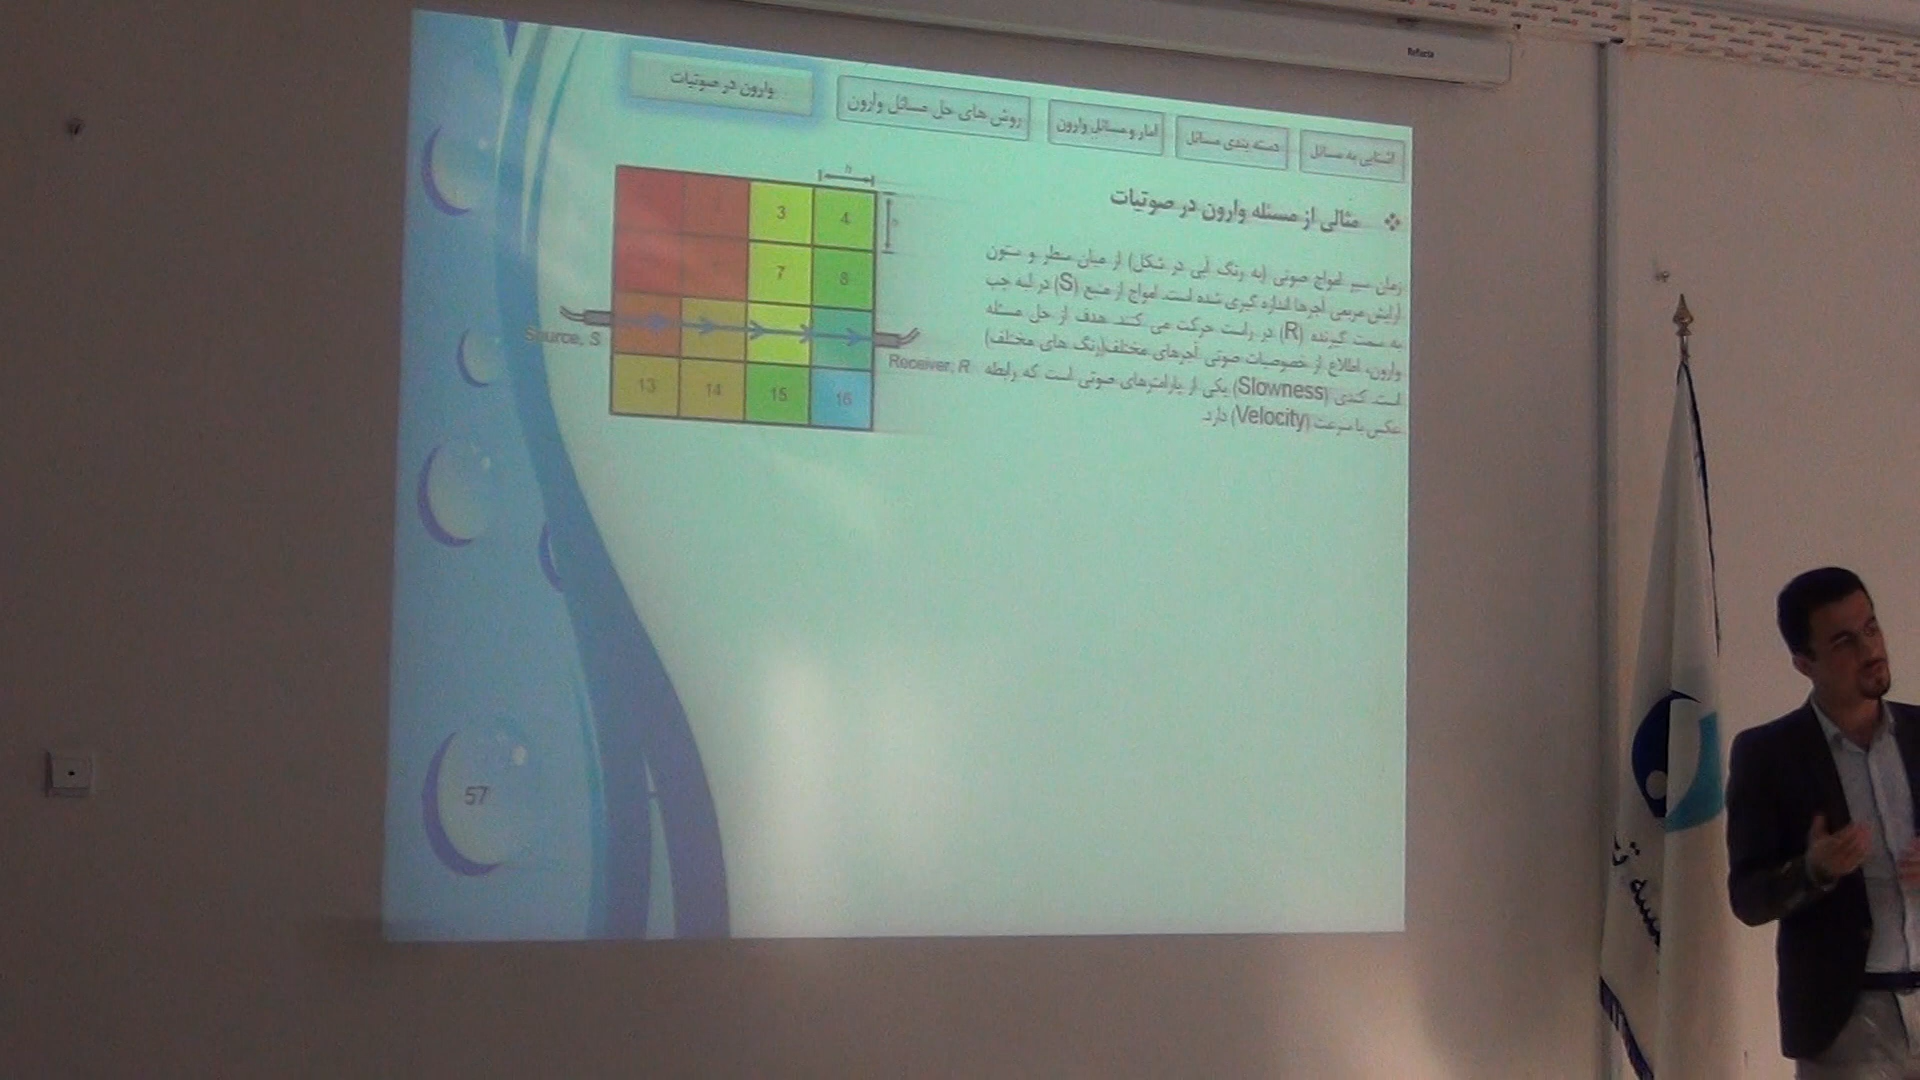 آشنایی به مسائل
دسته بندی مسائل
آمار و مسائل وارون
روش های حل مسائل وارون
وارون در صوتیات
مثالی از مسئله وارون در صوتیات
زمان سیر امواج صوتی (به رنگ آبی در شکل) از میان سطر و ستون
آرایش مربعی آجرها اندازه گیری شده است. امواج از منبع (S) در لبه چپ
به سمت گیرنده (R) در راست حرکت می کند. هدف از حل مسئله
وارون، اطلاع از خصوصیات صوتی آجرهای مختلف(رنگ های مختلف)
است. کندی (Slowness) یکی از پارامترهای صوتی است که رابطه
عکس با سرعت (Velocity) دارد.
h
3 4
7 8
Source, S
Receiver, R
13 14 15 16
57